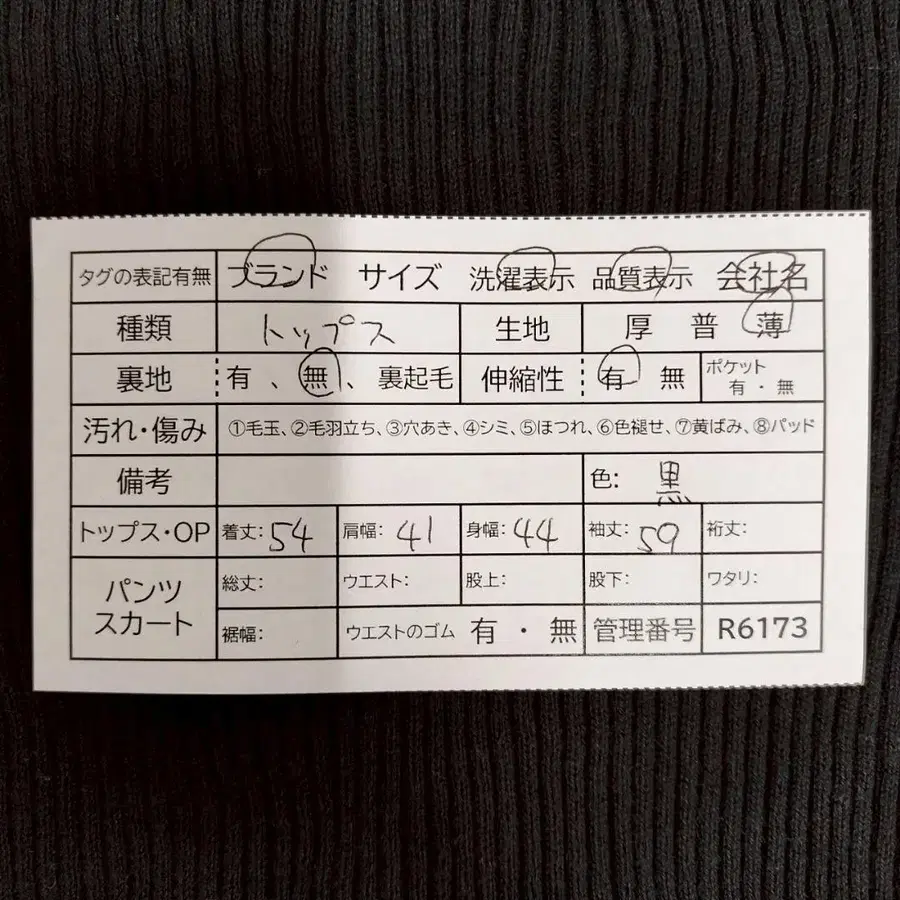 タグの表記有無 ブランド サイズ 洗濯表示 品質表示 会社名
種類 トップス 生地 厚 普 薄
裏地 有 、 無 、 裏起毛 伸縮性 有 無 ポケット 有 ・ 無
汚れ・傷み ①毛玉、②毛羽立ち、③穴あき、④シミ、⑤ほつれ、⑥色褪せ、⑦黄ばみ、⑧パッド
備考 色: 黒
トップス・OP 着丈: 54 肩幅: 41 身幅: 44 袖丈: 59 裄丈:
パンツ スカート 総丈: ウエスト: 股上: 股下: ワタリ:
裾幅: ウエストのゴム 有 ・ 無 管理番号 R6173